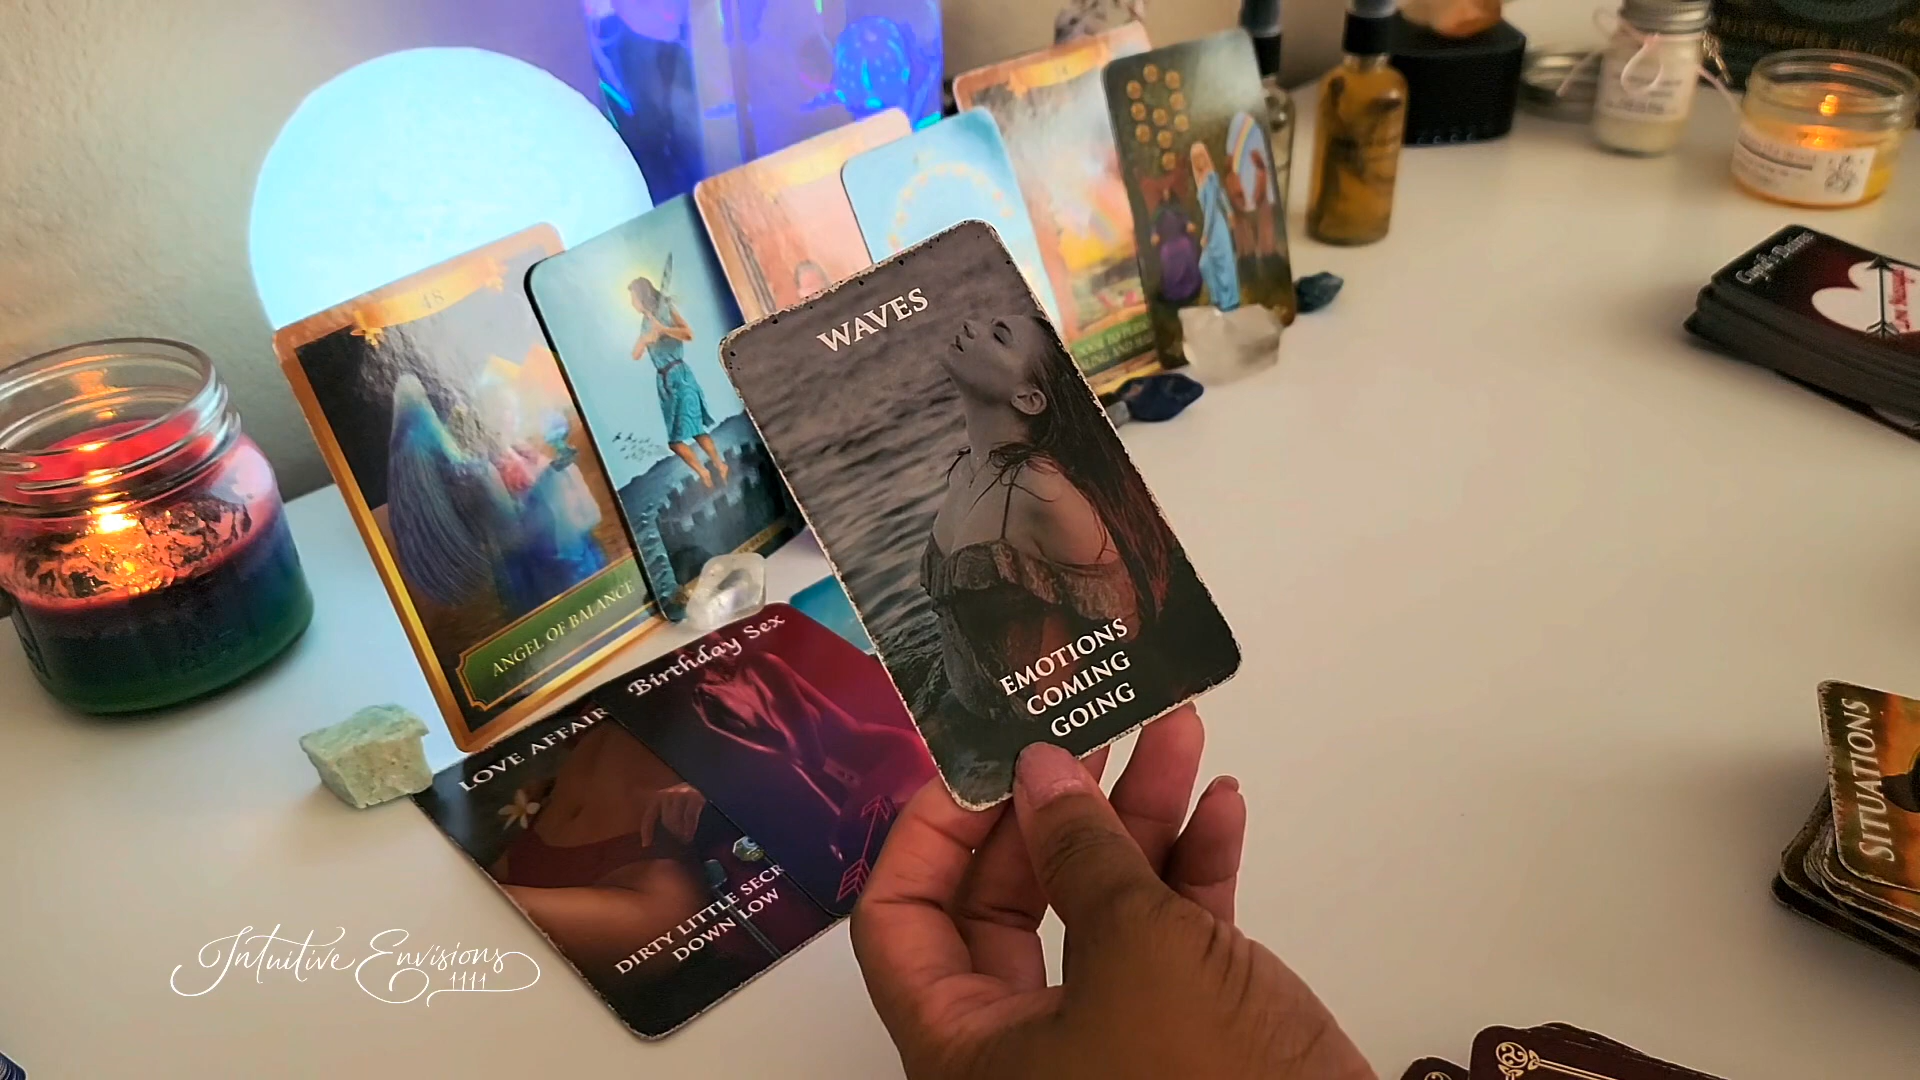 48
ANGEL OF BALANCE
WAVES
EMOTIONS
COMING
GOING
Birthday Sex
LOVE AFFAIR
DIRTY LITTLE SECR
DOWN LOW
SITUATIONS
Intuitive Envisions
1111